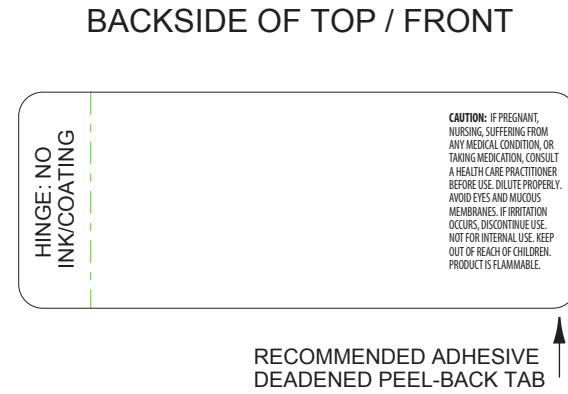 BACKSIDE OF TOP / FRONT
HINGE: NO
INK/COATING
CAUTION: IF PREGNANT,
NURSING, SUFFERING FROM
ANY MEDICAL CONDITION, OR
TAKING MEDICATION, CONSULT
A HEALTH CARE PRACTITIONER
BEFORE USE. DILUTE PROPERLY.
AVOID EYES AND MUCOUS
MEMBRANES. IF IRRITATION
OCCURS, DISCONTINUE USE.
NOT FOR INTERNAL USE. KEEP
OUT OF REACH OF CHILDREN.
PRODUCT IS FLAMMABLE.
RECOMMENDED ADHESIVE
DEADENED PEEL-BACK TAB